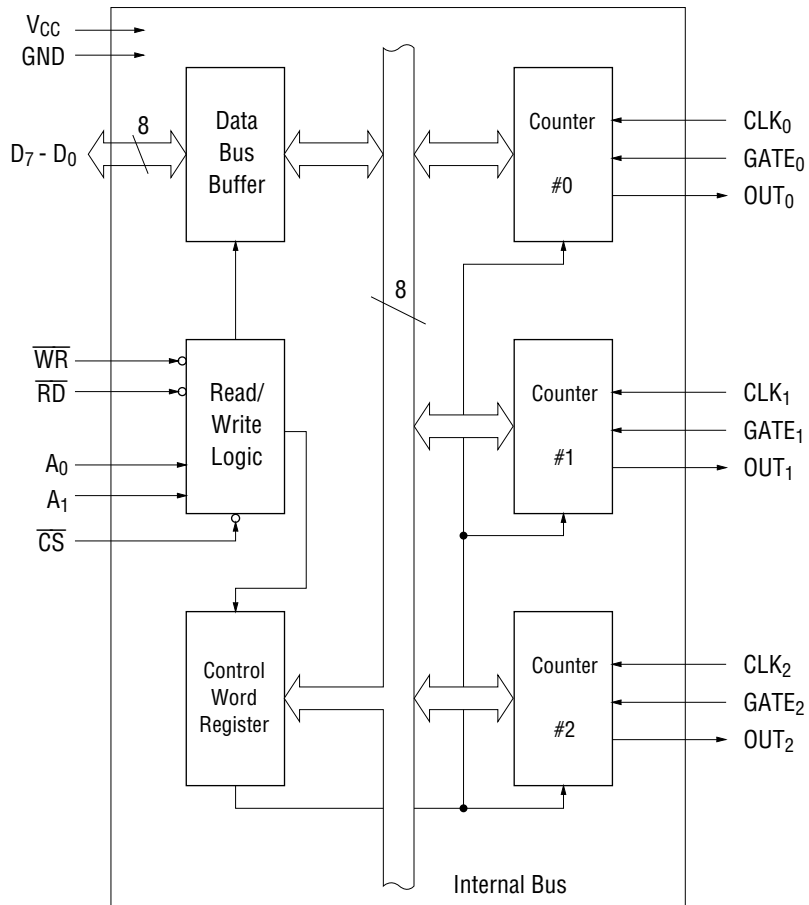 VCC
GND
D7 - D0
8
Data
Bus
Buffer
Counter
#0
CLK0
GATE0
OUT0
8
WR
RD
A0
A1
CS
Read/
Write
Logic
Counter
#1
CLK1
GATE1
OUT1
Control
Word
Register
Counter
#2
CLK2
GATE2
OUT2
Internal Bus